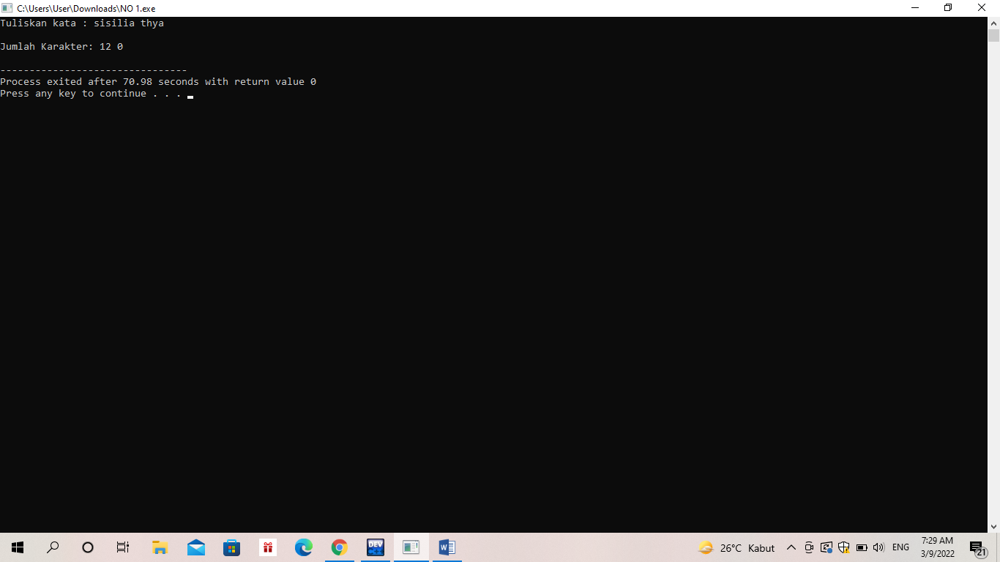 C:\Users\User\Downloads\NO 1.exe
Tuliskan kata : sisilia thya
Jumlah Karakter: 12 0
--------------------------------
Process exited after 70.98 seconds with return value 0
Press any key to continue . . .
DEV
C++
W
26°C Kabut
ENG
7:29 AM
3/9/2022
21